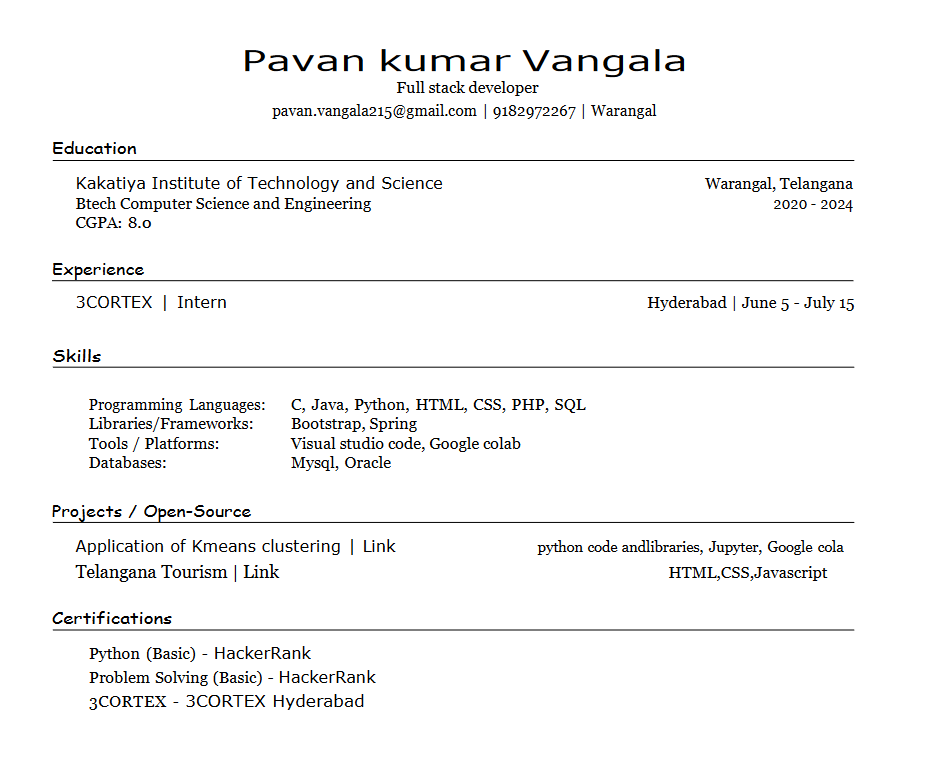 Pavan kumar Vangala
Full stack developer
pavan.vangala215@gmail.com | 9182972267 | Warangal
Education
Kakatiya Institute of Technology and Science Warangal, Telangana
Btech Computer Science and Engineering 2020 - 2024
CGPA: 8.0
Experience
3CORTEX | Intern Hyderabad | June 5 - July 15
Skills
Programming Languages: C, Java, Python, HTML, CSS, PHP, SQL
Libraries/Frameworks: Bootstrap, Spring
Tools / Platforms: Visual studio code, Google colab
Databases: Mysql, Oracle
Projects / Open-Source
Application of Kmeans clustering | Link python code andlibraries, Jupyter, Google cola
Telangana Tourism | Link HTML,CSS,Javascript
Certifications
Python (Basic) - HackerRank
Problem Solving (Basic) - HackerRank
3CORTEX - 3CORTEX Hyderabad